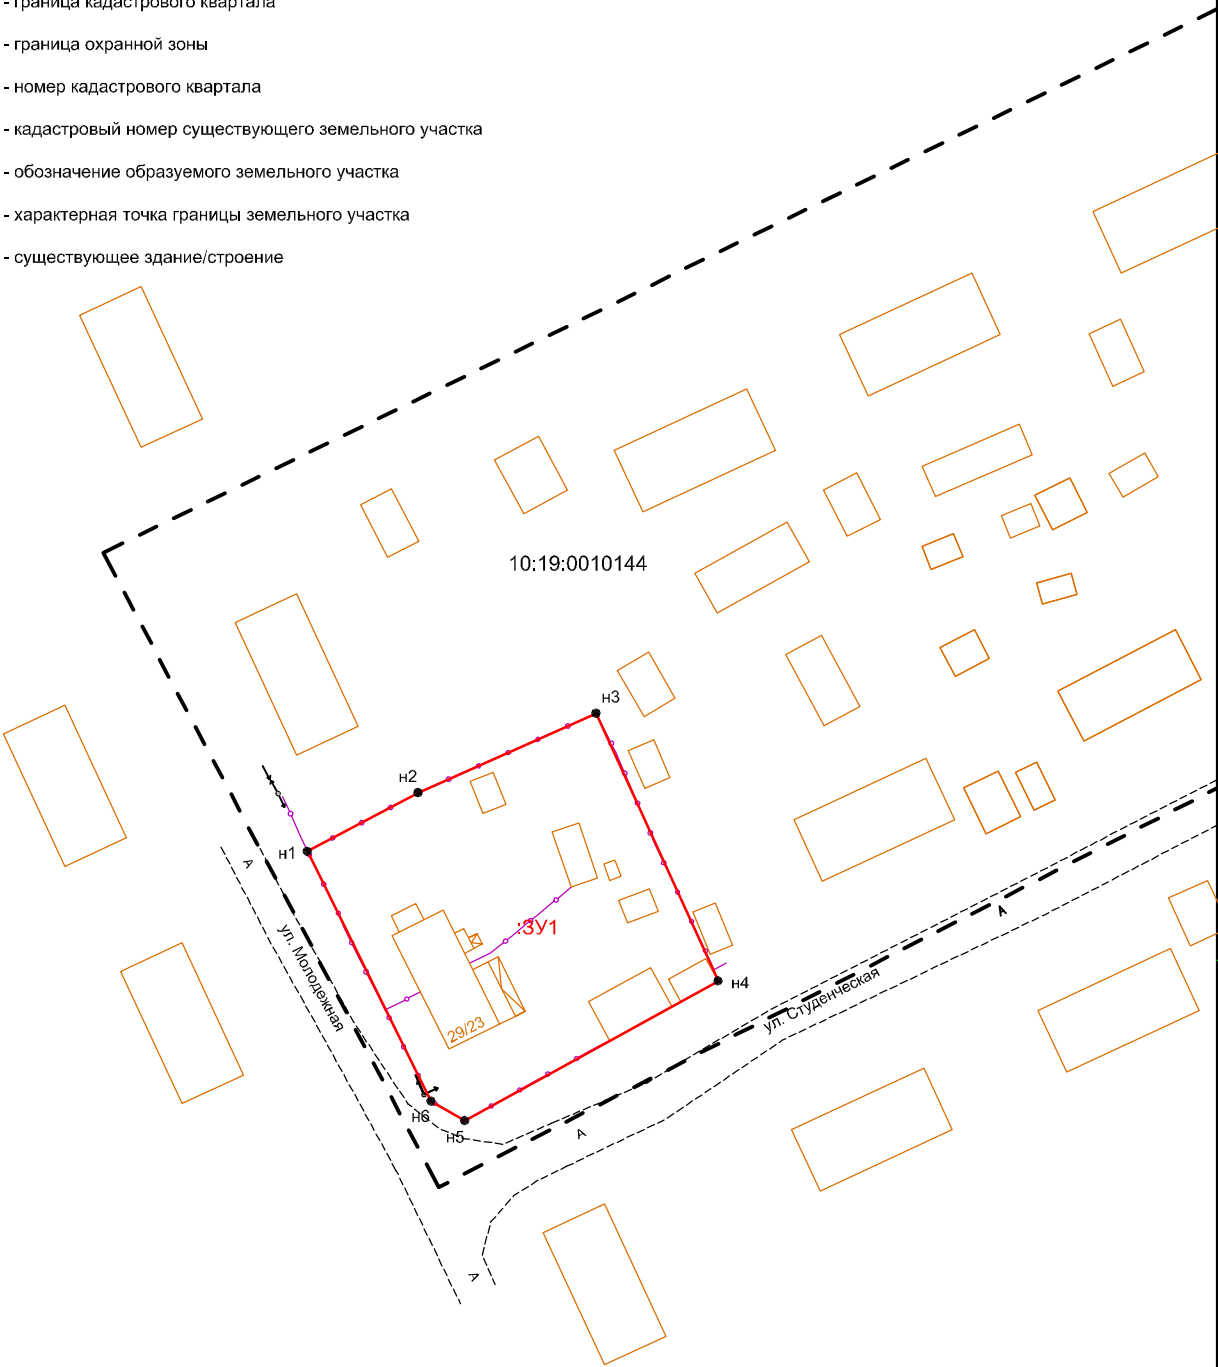 - граница кадастрового квартала
- граница охранной зоны
- номер кадастрового квартала
- кадастровый номер существующего земельного участка
- обозначение образуемого земельного участка
- характерная точка границы земельного участка
- существующее здание/строение
10:19:0010144
н3
н2
н1
А
:ЗУ1
А
ул. Молодежная
н4
ул. Студенческая
29/23
н6
н5
А
А